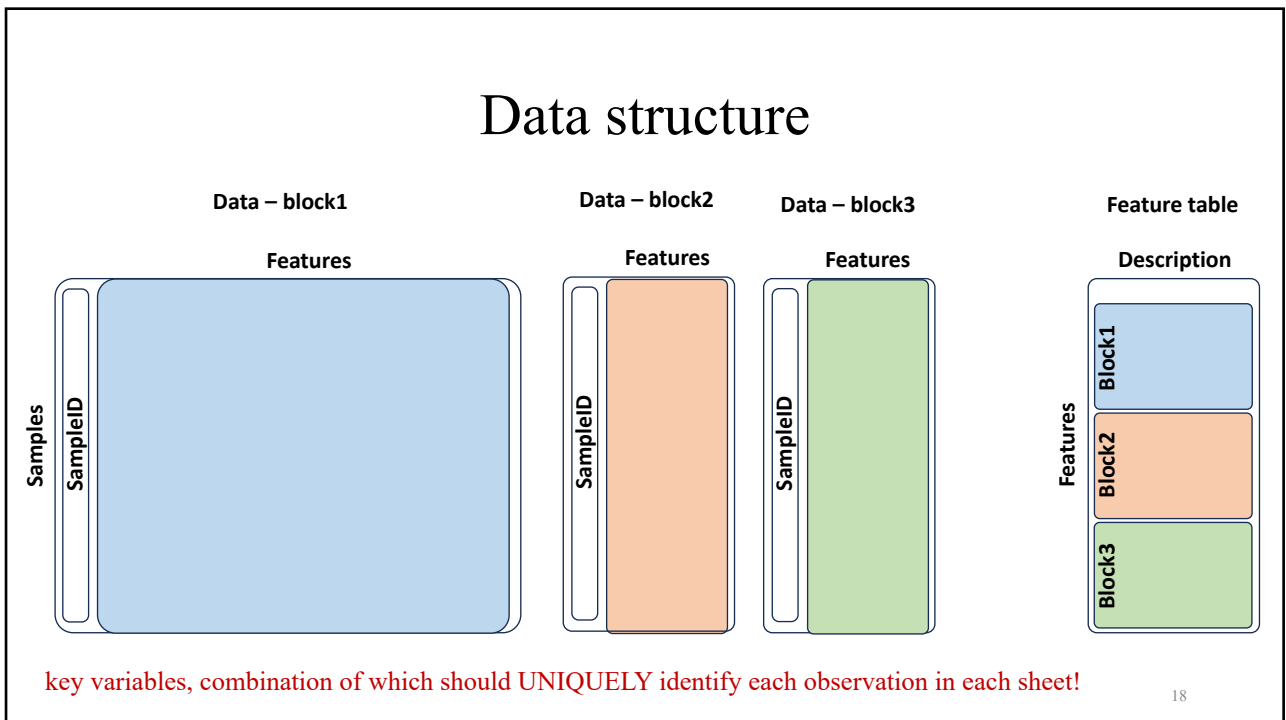 Data structure
Data – block1
Data – block2
Data – block3
Feature table
Features
Features
Features
Description
Samples
SampleID
SampleID
SampleID
Features
Block1
Block2
Block3
key variables, combination of which should UNIQUELY identify each observation in each sheet!
18